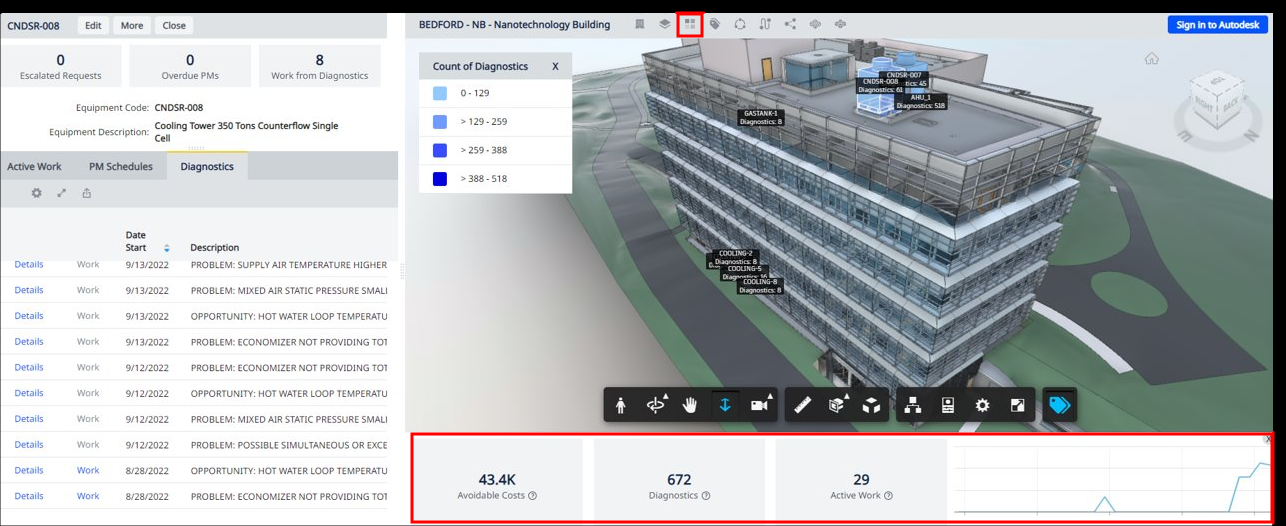 CNDSR-008
Edit
More
Close
0
Escalated Requests
0
Overdue PMs
8
Work from Diagnostics
Equipment Code: CNDSR-008
Equipment Description: Cooling Tower 350 Tons Counterflow Single
Cell
Active Work
PM Schedules
Diagnostics
Date
Start
Description
Details Work 9/13/2022 PROBLEM: SUPPLY AIR TEMPERATURE HIGHER
Details Work 9/13/2022 PROBLEM: MIXED AIR STATIC PRESSURE SMALL
Details Work 9/13/2022 OPPORTUNITY: HOT WATER LOOP TEMPERATU
Details Work 9/13/2022 PROBLEM: ECONOMIZER NOT PROVIDING TOT
Details Work 9/12/2022 PROBLEM: ECONOMIZER NOT PROVIDING TOT
Details Work 9/12/2022 OPPORTUNITY: HOT WATER LOOP TEMPERATU
Details Work 9/12/2022 PROBLEM: MIXED AIR STATIC PRESSURE SMALL
Details Work 9/12/2022 PROBLEM: POSSIBLE SIMULTANEOUS OR EXCE
Details Work 8/28/2022 OPPORTUNITY: HOT WATER LOOP TEMPERATU
Details Work 8/28/2022 PROBLEM: ECONOMIZER NOT PROVIDING TOT
BEDFORD - NB - Nanotechnology Building
Sign in to Autodesk
Count of Diagnostics X
0 - 129
> 129 - 259
> 259 - 388
> 388 - 518
CNDSR-007
CNDSR-008
Diagnostics: 61
AHU_1
Diagnostics: 518
GASTANK-1
Diagnostics: 8
COOLING-2
Diagnostics: 8
COOLING-5
COOLING-8
Diagnostics: 8
RIGHT
BACK
E
X
43.4K
Avoidable Costs
672
Diagnostics
29
Active Work